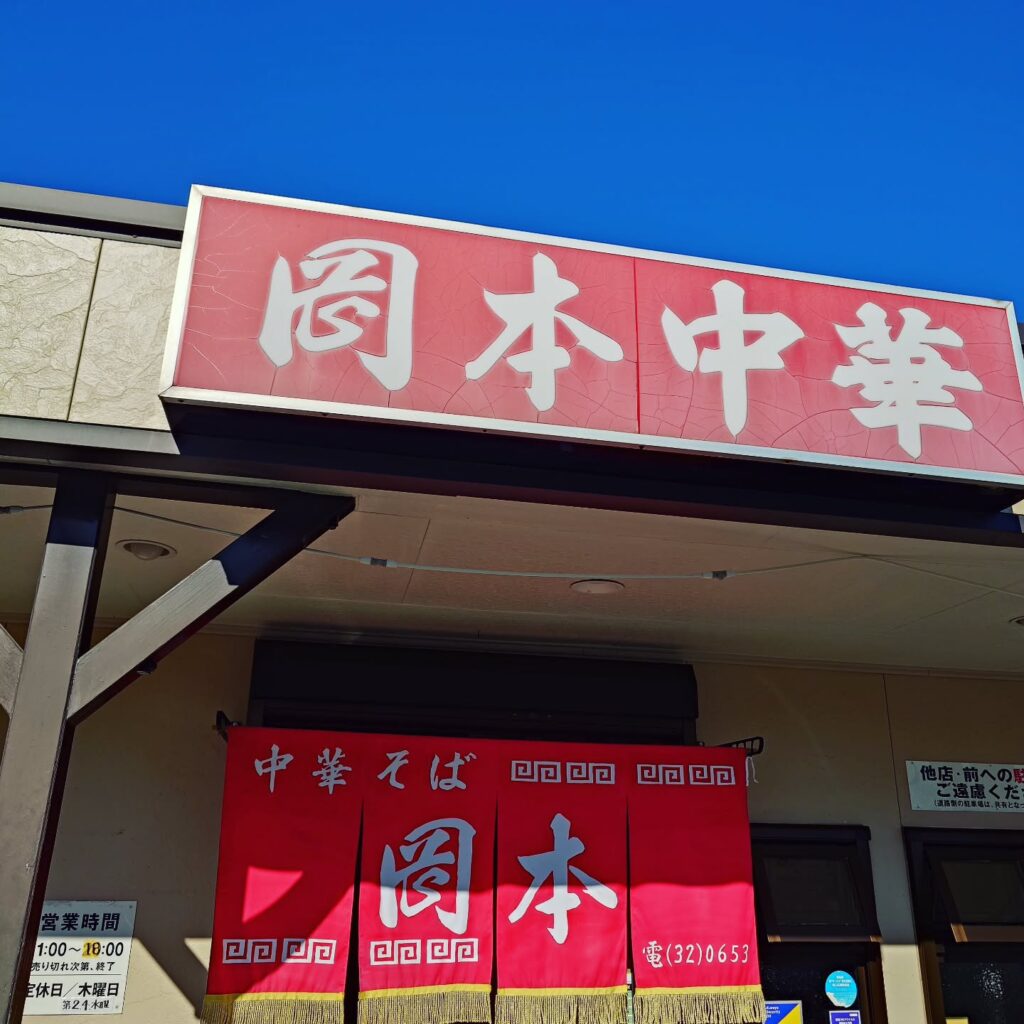 岡本中華
中華そば
岡本
電(32)0653
他店・前への駐
ご遠慮くだ
営業時間
1:00～18:00
売り切れ次第、終了
定休日／木曜日
第2.4水曜